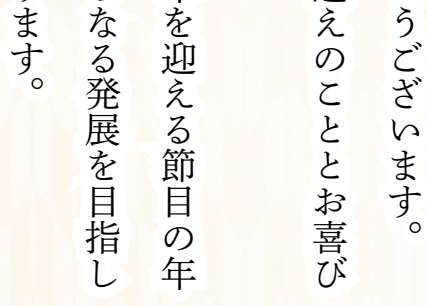 うございます。
えのこととお喜び
を迎える節目の年
なる発展を目指し
ます。